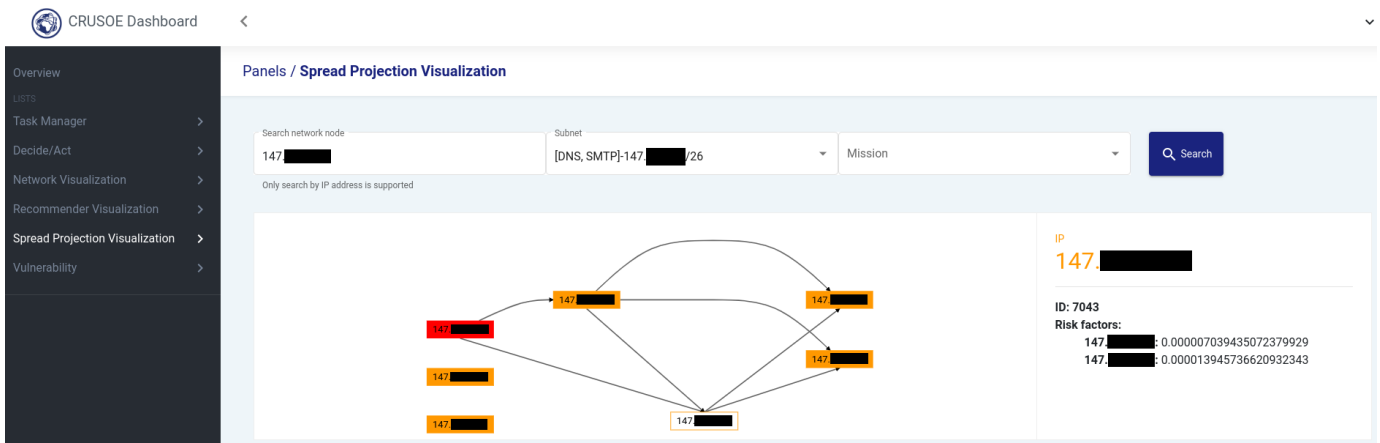 CRUSOE Dashboard
Overview
LISTS
Task Manager
Decide/Act
Network Visualization
Recommender Visualization
Spread Projection Visualization
Vulnerability
Panels / Spread Projection Visualization
Search network node
147.
Only search by IP address is supported
Subnet
[DNS, SMTP]-147. /26
Mission
Search
147.
147.
147.
147.
147.
147.
147.
IP
147.
ID: 7043
Risk factors:
147. : 0.000007039435072379929
147. : 0.000013945736620932343